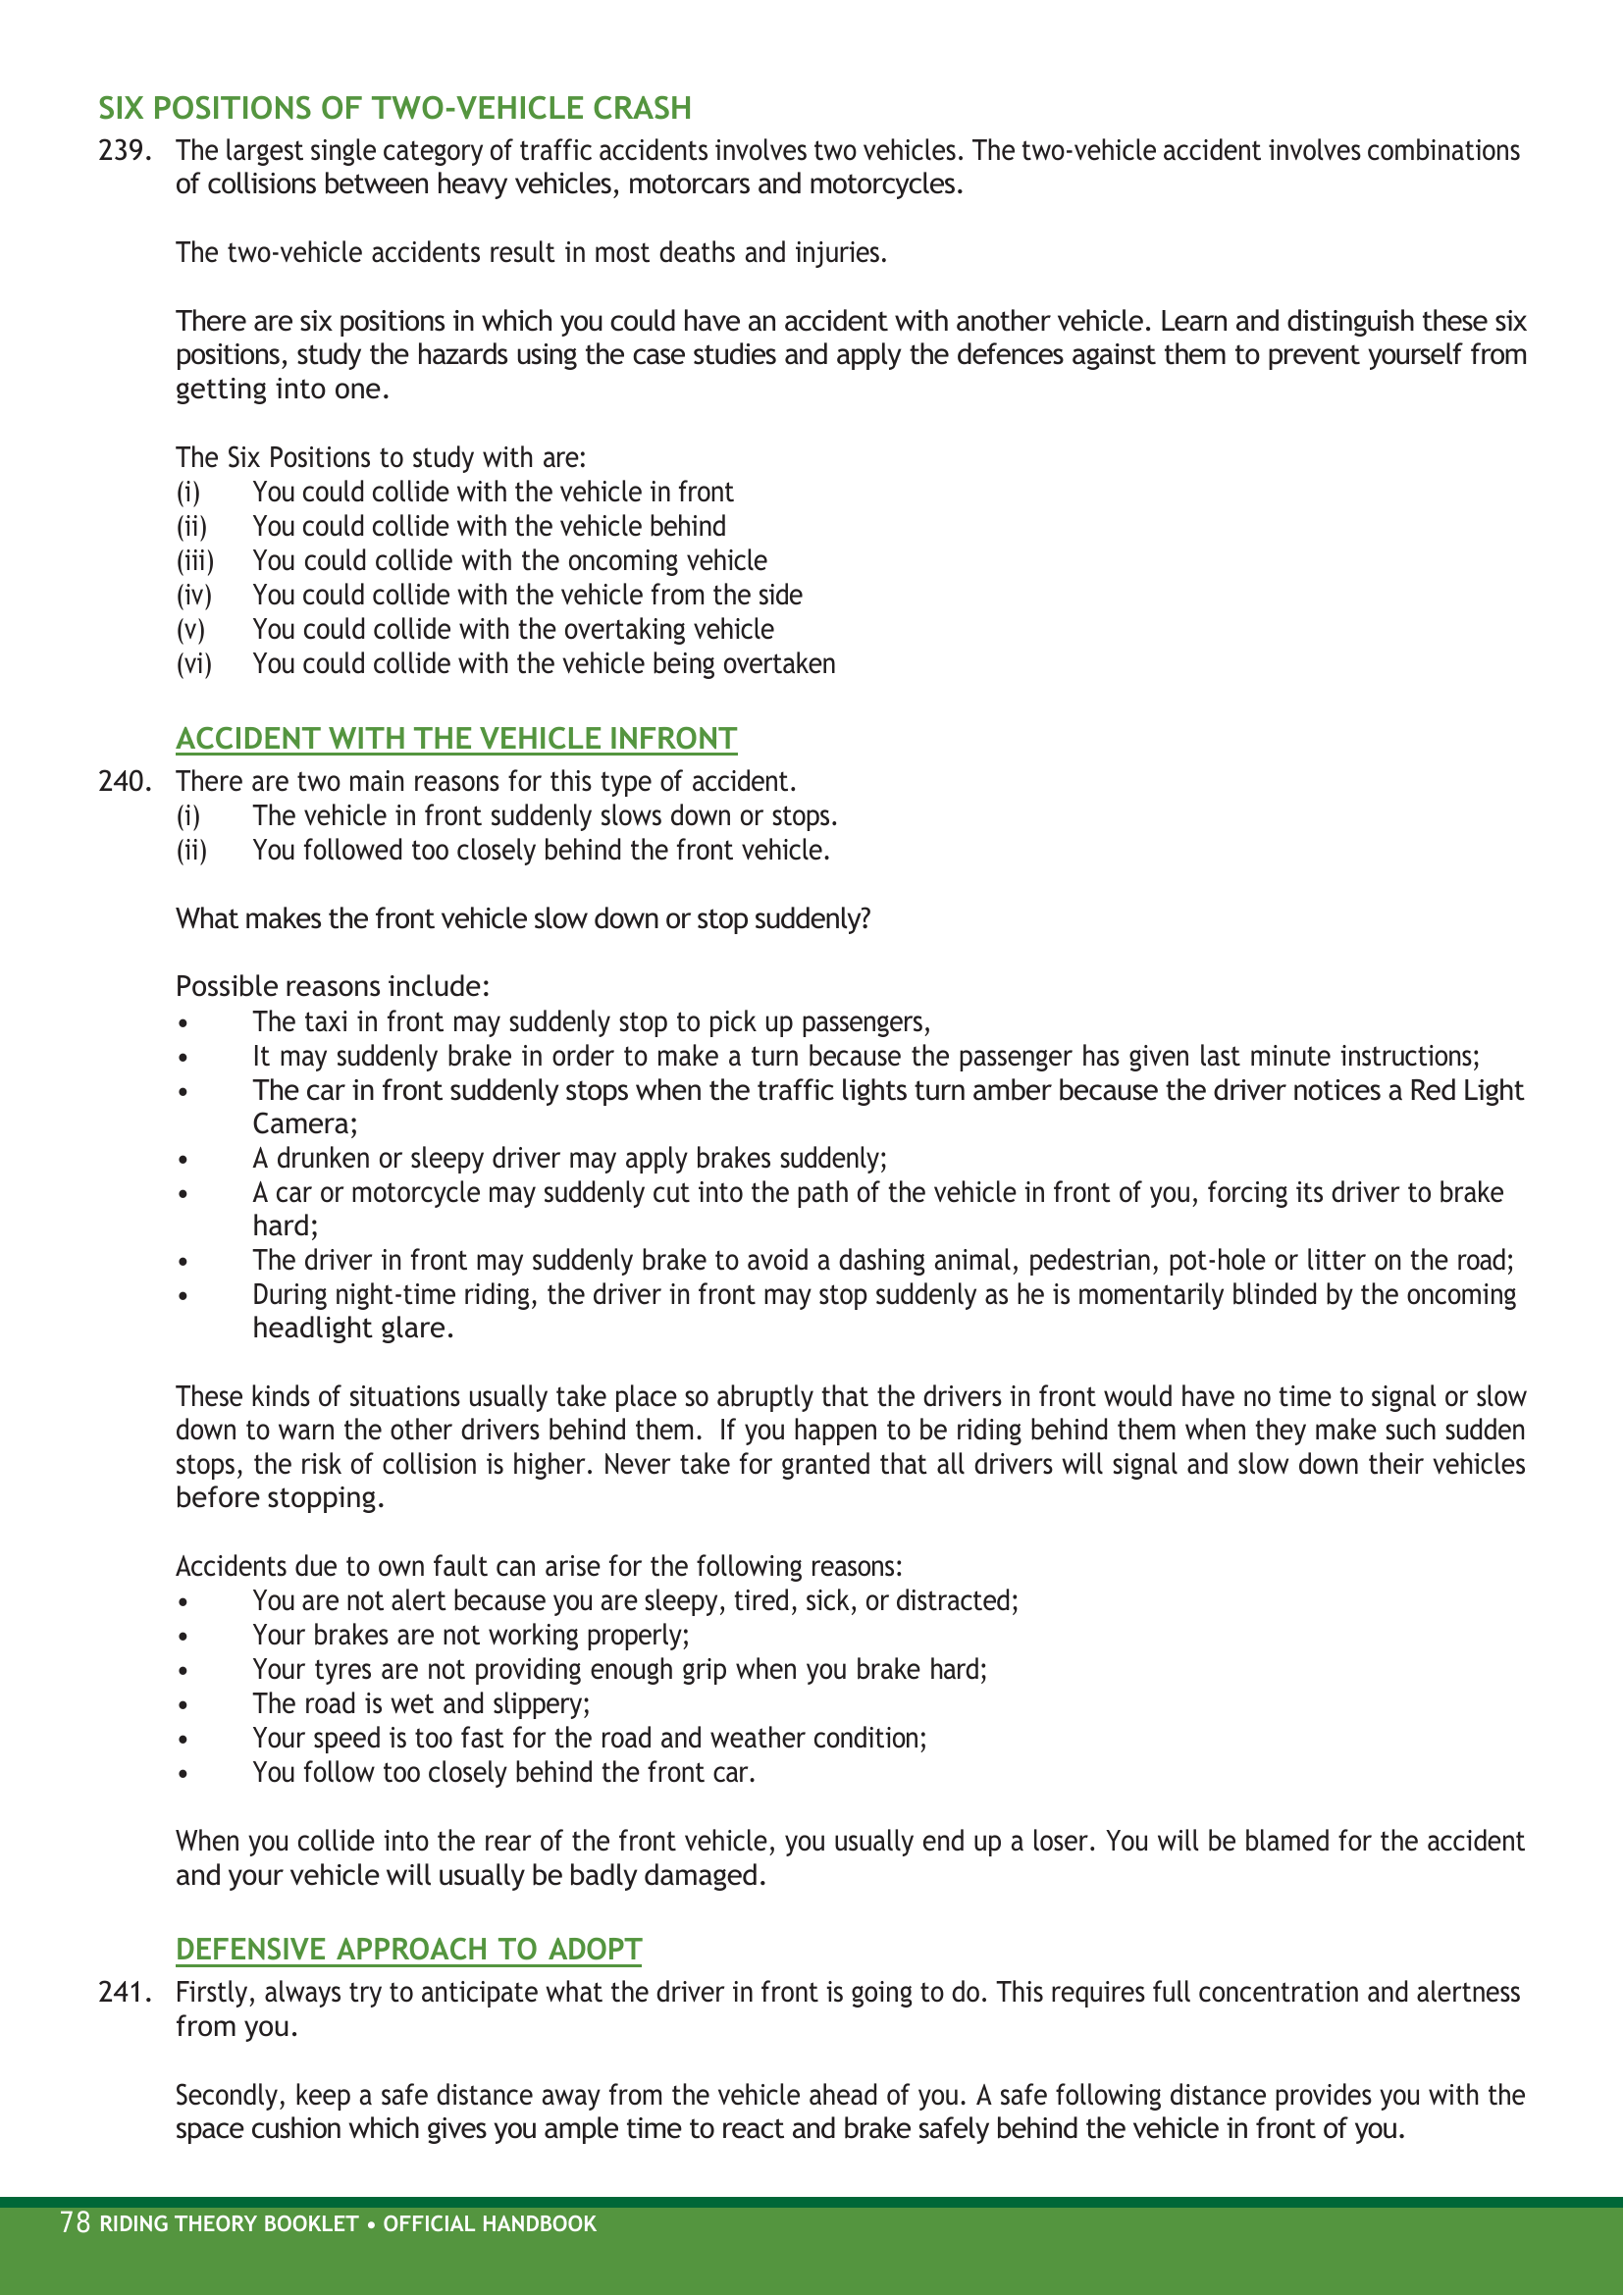 SIX POSITIONS OF TWO-VEHICLE CRASH
239. The largest single category of traffic accidents involves two vehicles. The two-vehicle accident involves combinations
of collisions between heavy vehicles, motorcars and motorcycles.
The two-vehicle accidents result in most deaths and injuries.
There are six positions in which you could have an accident with another vehicle. Learn and distinguish these six
positions, study the hazards using the case studies and apply the defences against them to prevent yourself from
getting into one.
The Six Positions to study with are:
(i) You could collide with the vehicle in front
(ii) You could collide with the vehicle behind
(iii) You could collide with the oncoming vehicle
(iv) You could collide with the vehicle from the side
(v) You could collide with the overtaking vehicle
(vi) You could collide with the vehicle being overtaken
ACCIDENT WITH THE VEHICLE INFRONT
240. There are two main reasons for this type of accident.
(i) The vehicle in front suddenly slows down or stops.
(ii) You followed too closely behind the front vehicle.
What makes the front vehicle slow down or stop suddenly?
Possible reasons include:
• The taxi in front may suddenly stop to pick up passengers,
• It may suddenly brake in order to make a turn because the passenger has given last minute instructions;
• The car in front suddenly stops when the traffic lights turn amber because the driver notices a Red Light
Camera;
• A drunken or sleepy driver may apply brakes suddenly;
• A car or motorcycle may suddenly cut into the path of the vehicle in front of you, forcing its driver to brake
hard;
• The driver in front may suddenly brake to avoid a dashing animal, pedestrian, pot-hole or litter on the road;
• During night-time riding, the driver in front may stop suddenly as he is momentarily blinded by the oncoming
headlight glare.
These kinds of situations usually take place so abruptly that the drivers in front would have no time to signal or slow
down to warn the other drivers behind them. If you happen to be riding behind them when they make such sudden
stops, the risk of collision is higher. Never take for granted that all drivers will signal and slow down their vehicles
before stopping.
Accidents due to own fault can arise for the following reasons:
• You are not alert because you are sleepy, tired, sick, or distracted;
• Your brakes are not working properly;
• Your tyres are not providing enough grip when you brake hard;
• The road is wet and slippery;
• Your speed is too fast for the road and weather condition;
• You follow too closely behind the front car.
When you collide into the rear of the front vehicle, you usually end up a loser. You will be blamed for the accident
and your vehicle will usually be badly damaged.
DEFENSIVE APPROACH TO ADOPT
241. Firstly, always try to anticipate what the driver in front is going to do. This requires full concentration and alertness
from you.
Secondly, keep a safe distance away from the vehicle ahead of you. A safe following distance provides you with the
space cushion which gives you ample time to react and brake safely behind the vehicle in front of you.
78 RIDING THEORY BOOKLET • OFFICIAL HANDBOOK